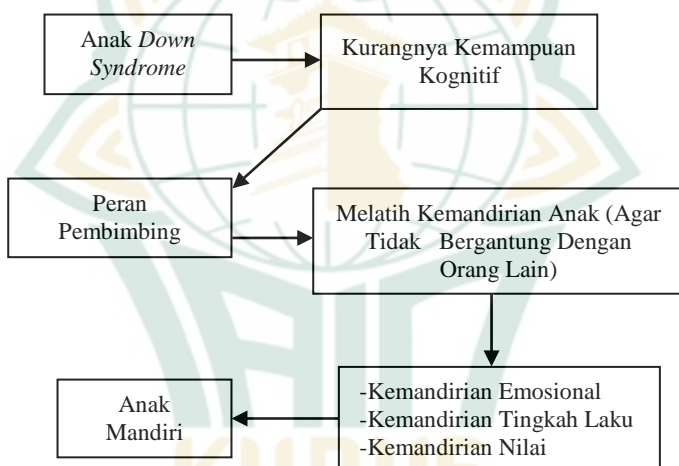 Anak Down
Syndrome
Kurangnya Kemampuan
Kognitif
Peran
Pembimbing
Melatih Kemandirian Anak (Agar
Tidak Bergantung Dengan
Orang Lain)
-Kemandirian Emosional
-Kemandirian Tingkah Laku
-Kemandirian Nilai
Anak
Mandiri
KUDUS